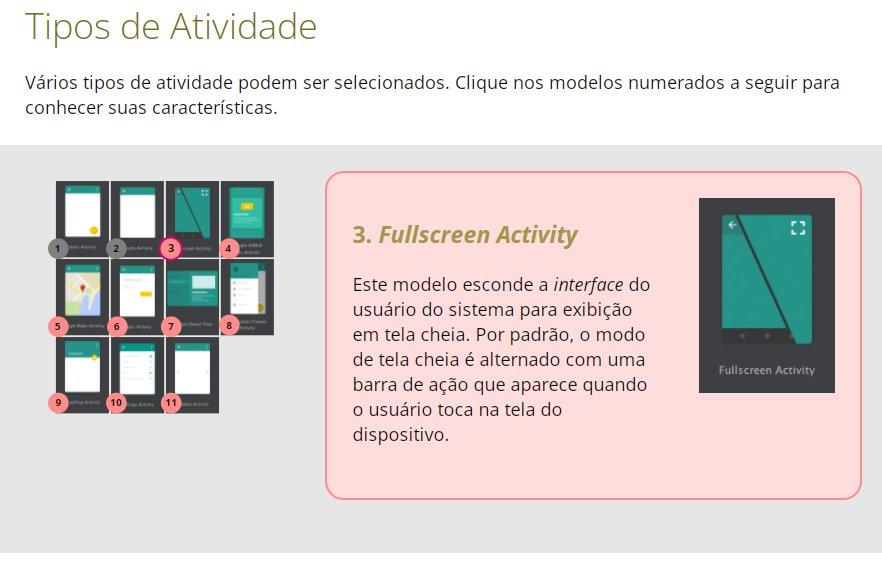 Tipos de Atividade
Vários tipos de atividade podem ser selecionados. Clique nos modelos numerados a seguir para
conhecer suas características.
1
2
3
4
5
6
7
8
9
10
11
3. Fullscreen Activity
Este modelo esconde a interface do
usuário do sistema para exibição
em tela cheia. Por padrão, o modo
de tela cheia é alternado com uma
barra de ação que aparece quando
o usuário toca na tela do
dispositivo.
Fullscreen Activity